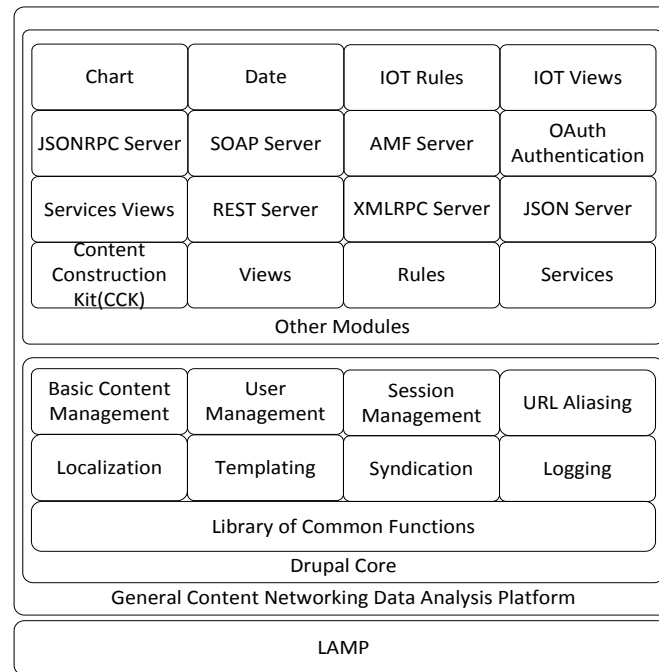 Chart
Date
IOT Rules
IOT Views
JSONRPC Server
SOAP Server
AMF Server
OAuth
Authentication
Services Views
REST Server
XMLRPC Server
JSON Server
Content
Construction
Kit(CCK)
Views
Rules
Services
Other Modules
Basic Content
Management
User
Management
Session
Management
URL Aliasing
Localization
Templating
Syndication
Logging
Library of Common Functions
Drupal Core
General Content Networking Data Analysis Platform
LAMP